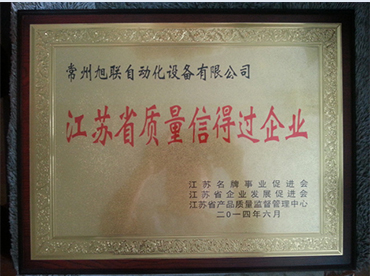 常州旭联自动化设备有限公司
江苏省质量信得过企业
江苏名牌事业促进会
江苏省企业发展促进会
江苏省产品质量监督管理中心
二〇一四年六月